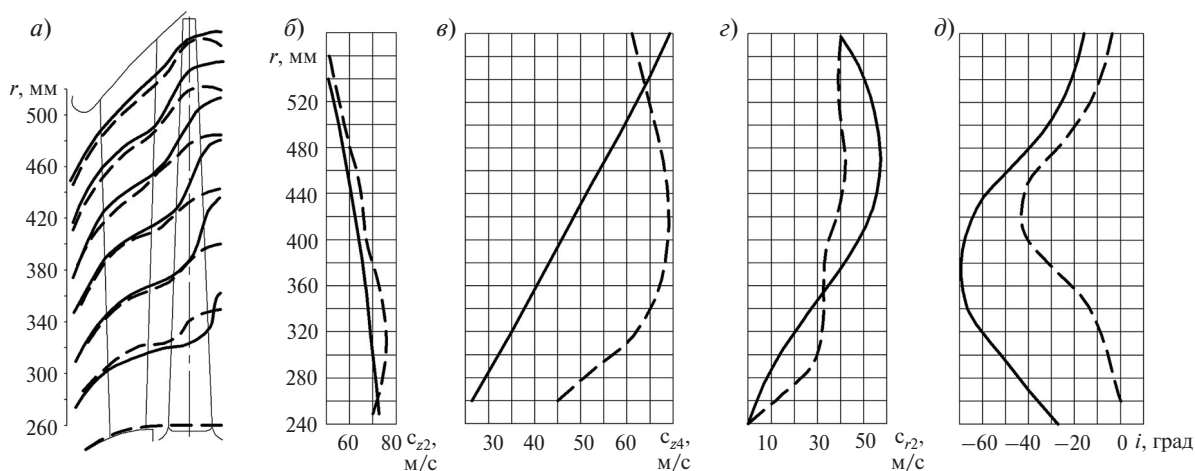 а)
r, мм
500
460
420
380
340
300
260
б)
r, мм
520
480
440
400
360
320
280
240
60 80 c_z2,
м/с
в)
30 40 50 60 c_z4,
м/с
г)
10 30 50 c_r2,
м/с
д)
−60 −40 −20 0 i, град